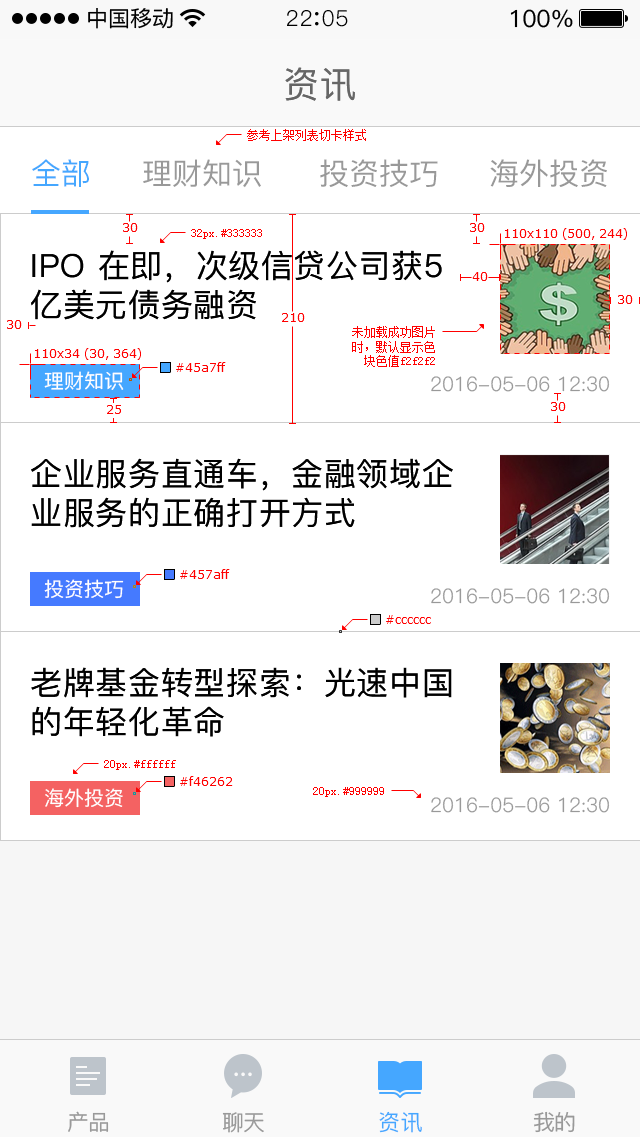 中国移动 22:05 100%
资讯
参考上架列表切卡样式
全部 理财知识 投资技巧 海外投资
30 32px.#333333 30 110x110 (500, 244)
IPO 在即，次级信贷公司获5
亿美元债务融资
40
30
210
30
未加载成功图片
时，默认显示色
块色值f2f2f2
110x34 (30, 364)
#45a7ff
理财知识
2016-05-06 12:30
25
30
企业服务直通车，金融领域企
业服务的正确打开方式
#457aff
投资技巧
2016-05-06 12:30
#cccccc
老牌基金转型探索：光速中国
的年轻化革命
20px.#ffffff
#f46262
海外投资
20px.#999999
2016-05-06 12:30
产品 聊天 资讯 我的